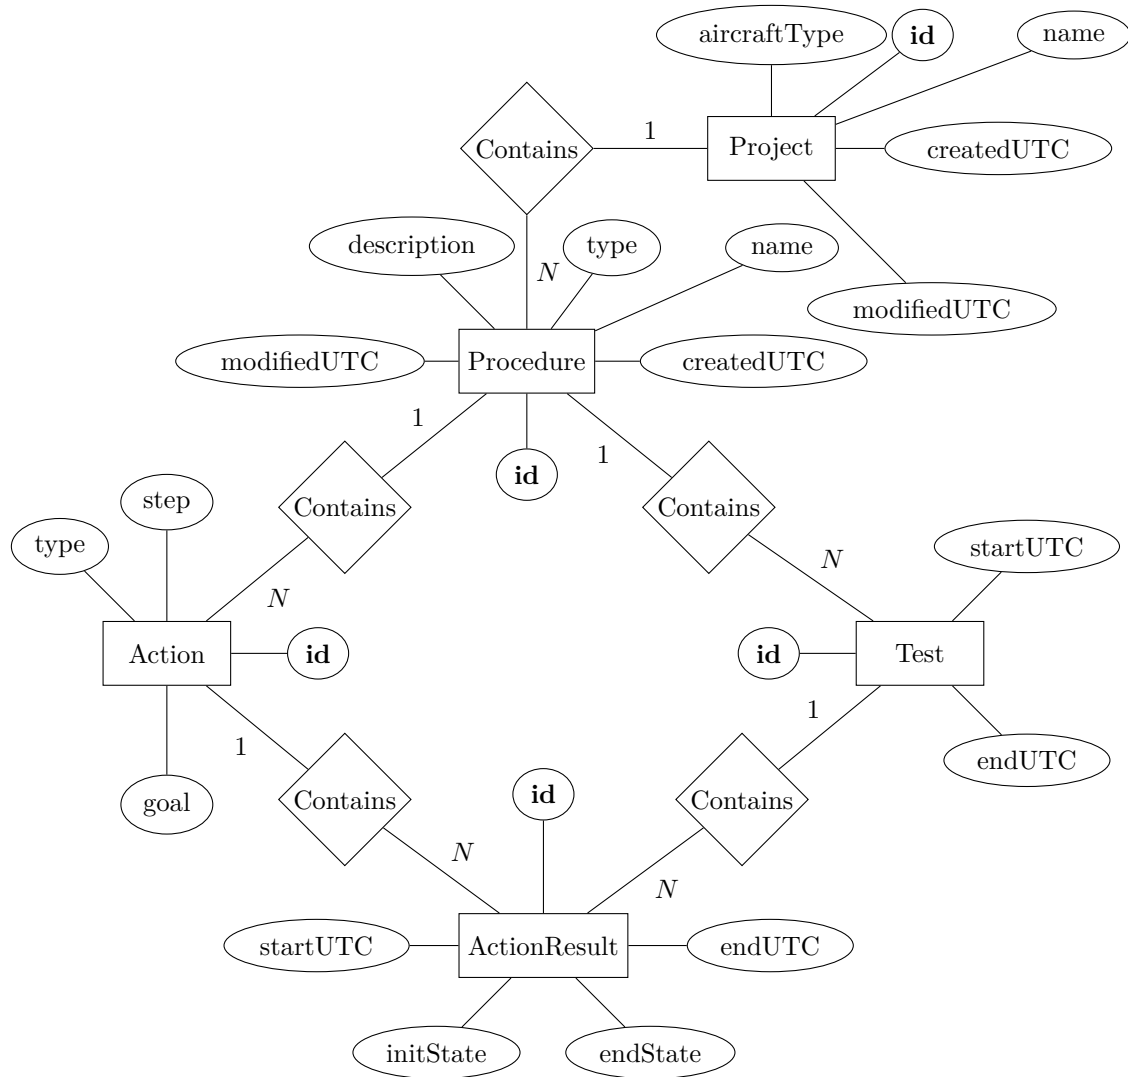 aircraftType
id
name
Contains
1
Project
createdUTC
description
type
name
N
modifiedUTC
modifiedUTC
Procedure
createdUTC
1
1
id
step
Contains
Contains
type
startUTC
N
N
Action
id
id
Test
1
1
endUTC
goal
Contains
id
Contains
N
N
startUTC
ActionResult
endUTC
initState
endState